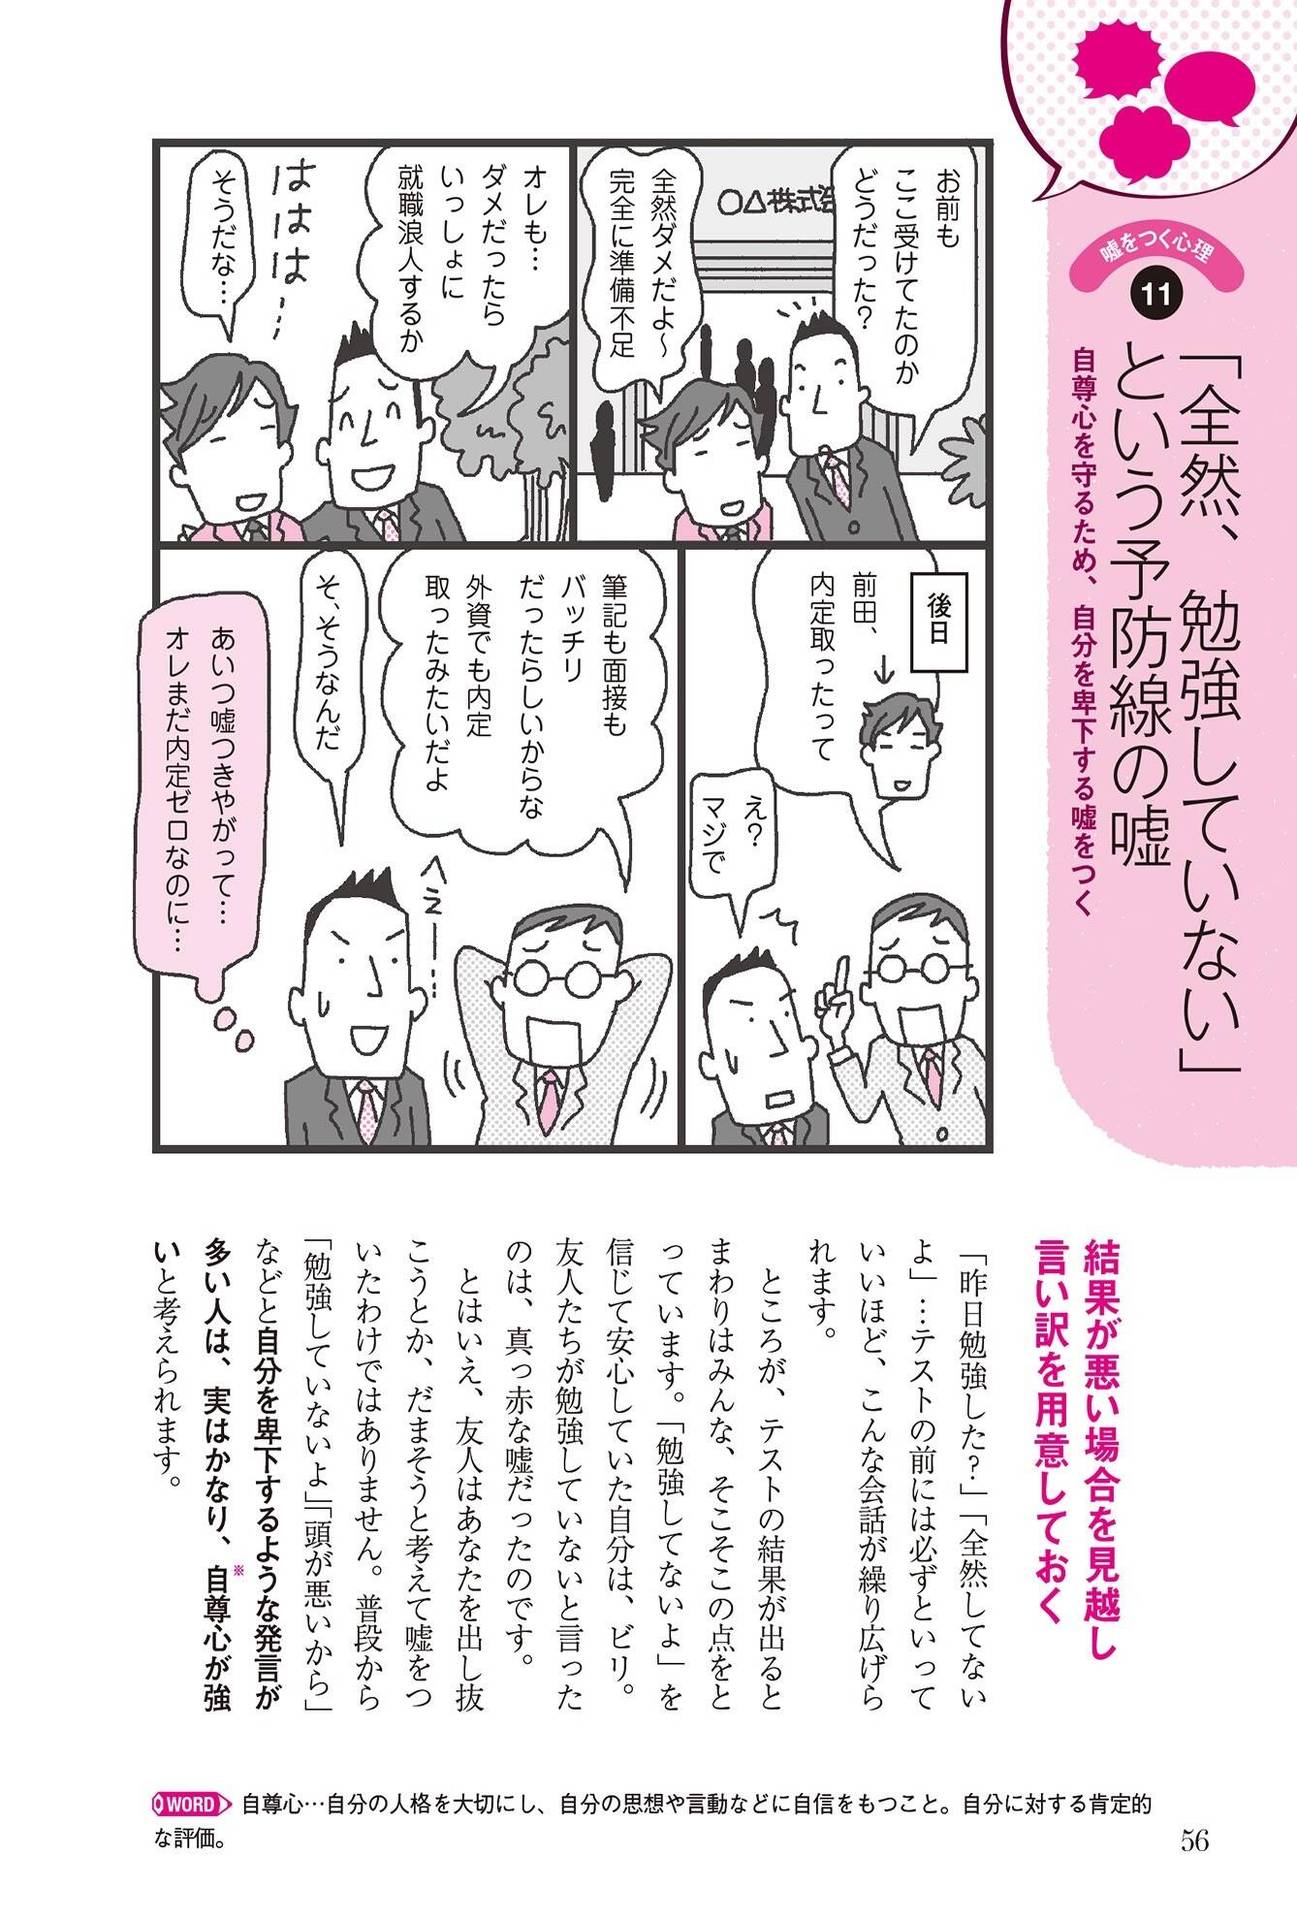 嘘をつく心理
11
「全然、勉強していない」
という予防線の嘘
自尊心を守るため、自分を卑下する嘘をつく
お前も
ここ受けてたのか
どうだった?
○△株式会
全然ダメだよ～
完全に準備不足
オレも…
ダメだったら
いっしょに
就職浪人するか
ははは…
そうだな…
後日
前田、
内定取ったって
え?
マジで
筆記も面接も
バッチリ
だったらしいからな
外資でも内定
取ったみたいだよ
へぇー…
そ、そうなんだ
あいつ嘘つきやがって…
オレまだ内定ゼロなのに…
結果が悪い場合を見越し
言い訳を用意しておく
「昨日勉強した?」「全然してない
よ」…テストの前には必ずといって
いいほど、こんな会話が繰り広げら
れます。
ところが、テストの結果が出ると
まわりはみんな、そこそこの点をと
っています。「勉強してないよ」を
信じて安心していた自分は、ビリ。
友人たちが勉強していないと言った
のは、真っ赤な嘘だったのです。
とはいえ、友人はあなたを出し抜
こうとか、だまそうと考えて嘘をつ
いたわけではありません。普段から
「勉強していないよ」「頭が悪いから」
などと自分を卑下するような発言が
多い人は、実はかなり、自尊心が強
※
いと考えられます。
WORD 自尊心…自分の人格を大切にし、自分の思想や言動などに自信をもつこと。自分に対する肯定的
な評価。
56